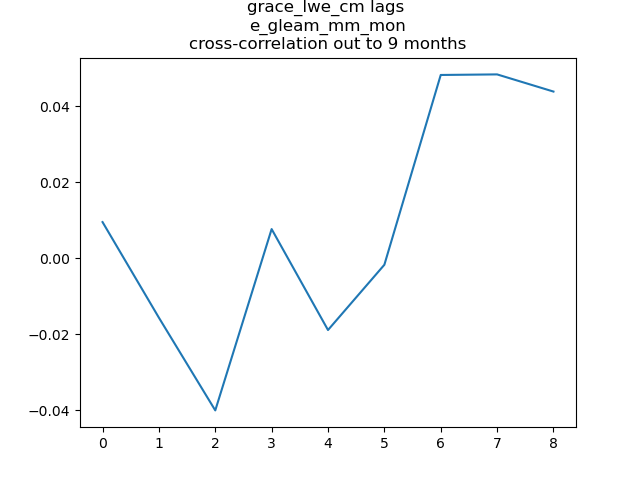 grace_lwe_cm lags
e_gleam_mm_mon
cross-correlation out to 9 months
0.04
0.02
0.00
−0.02
−0.04
0 1 2 3 4 5 6 7 8